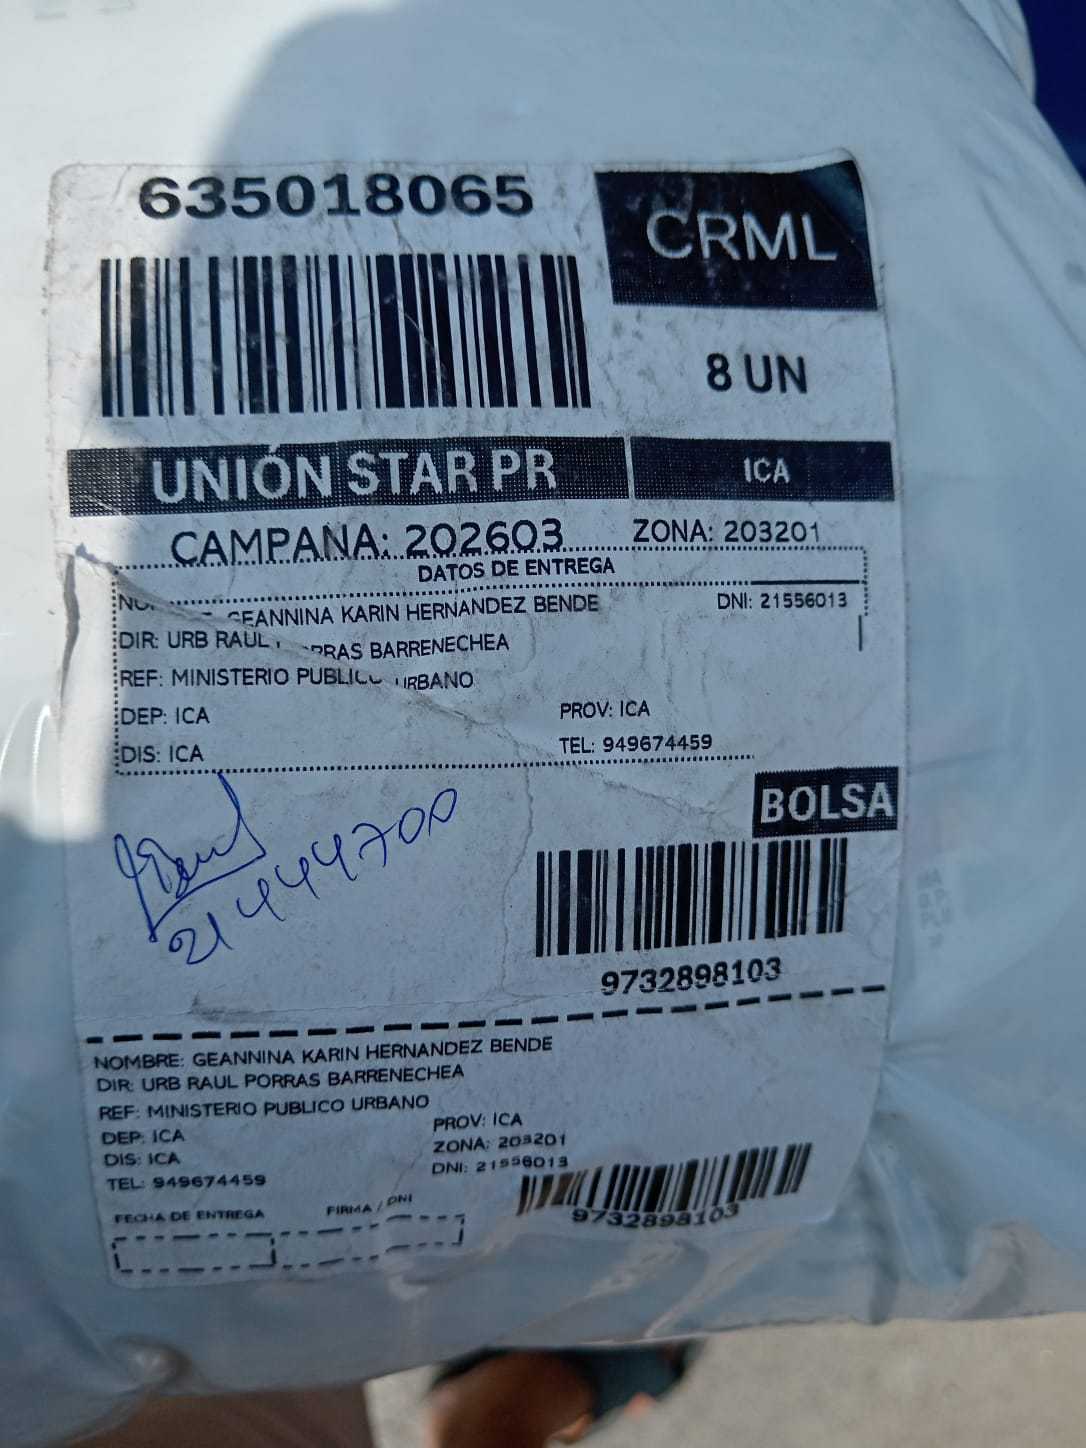 635018065
CRML
8 UN
UNIÓN STAR PR
ICA
CAMPANA: 202603
ZONA: 203201
DATOS DE ENTREGA
GEANNINA KARIN HERNANDEZ BENDE
DNI: 21556013
DIR: URB RAUL PORRAS BARRENECHEA
REF: MINISTERIO PUBLICO URBANO
DEP: ICA
PROV: ICA
DIS: ICA
TEL: 949674459
21444700
BOLSA
9732898103
NOMBRE: GEANNINA KARIN HERNANDEZ BENDE
DIR: URB RAUL PORRAS BARRENECHEA
REF: MINISTERIO PUBLICO URBANO
DEP: ICA
PROV: ICA
DIS: ICA
ZONA: 203201
TEL: 949674459
DNI: 21556013
FECHA DE ENTREGA
FIRMA / DNI
9732898103